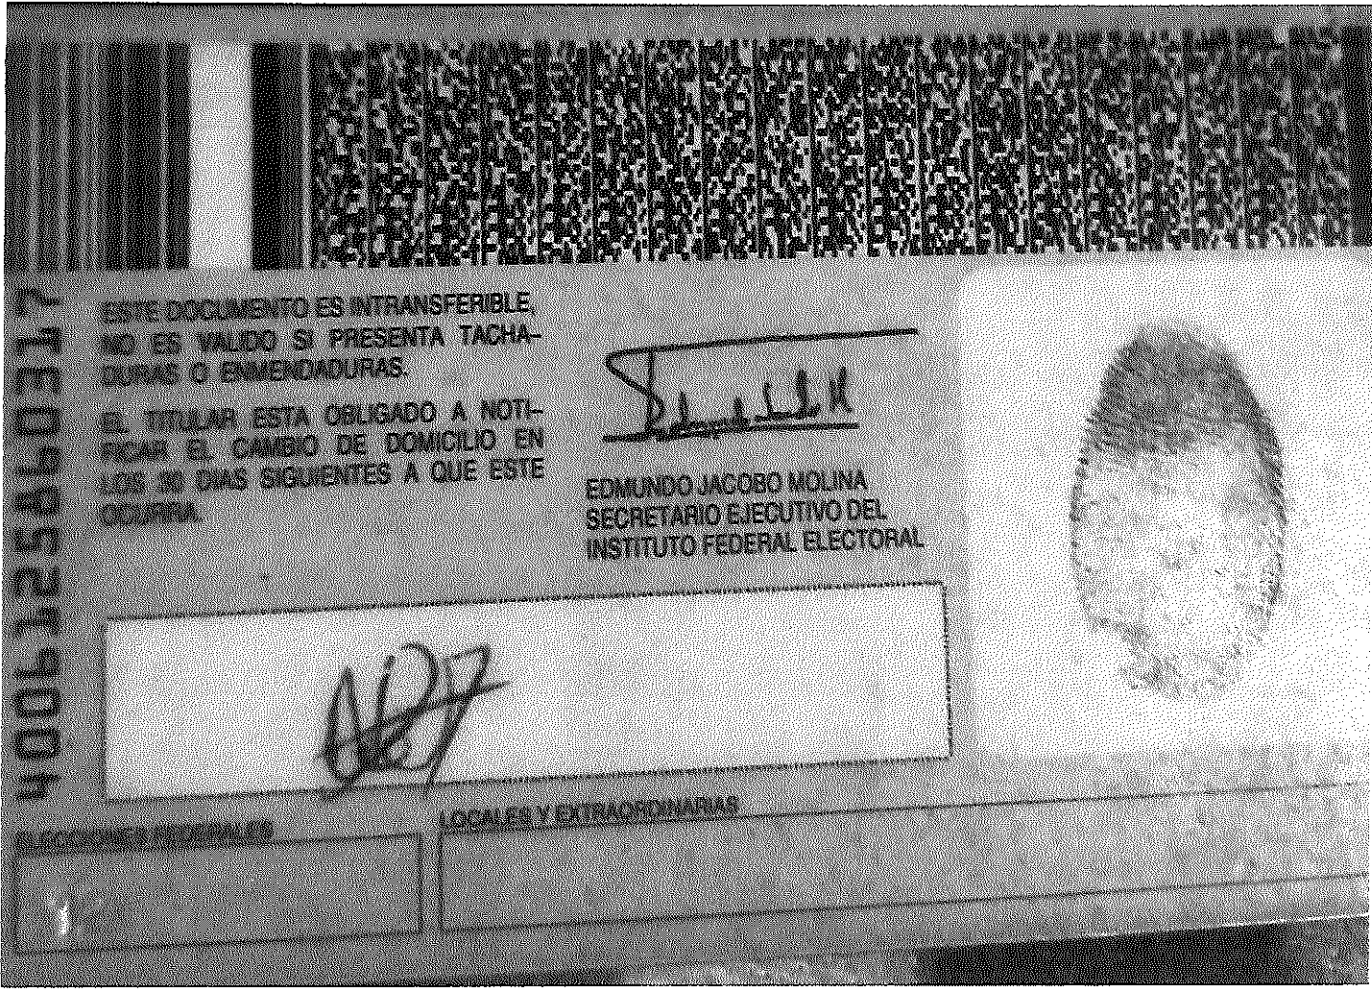 ESTE DOCUMENTO ES INTRANSFERIBLE,
NO ES VALIDO SI PRESENTA TACHA-
DURAS O ENMENDADURAS.
EL TITULAR ESTA OBLIGADO A NOTI-
FICAR EL CAMBIO DE DOMICILIO EN
LOS 30 DIAS SIGUIENTES A QUE ESTE
OCURRA.
EDMUNDO JACOBO MOLINA
SECRETARIO EJECUTIVO DEL
INSTITUTO FEDERAL ELECTORAL
ELECCIONES FEDERALES
LOCALES Y EXTRAORDINARIAS